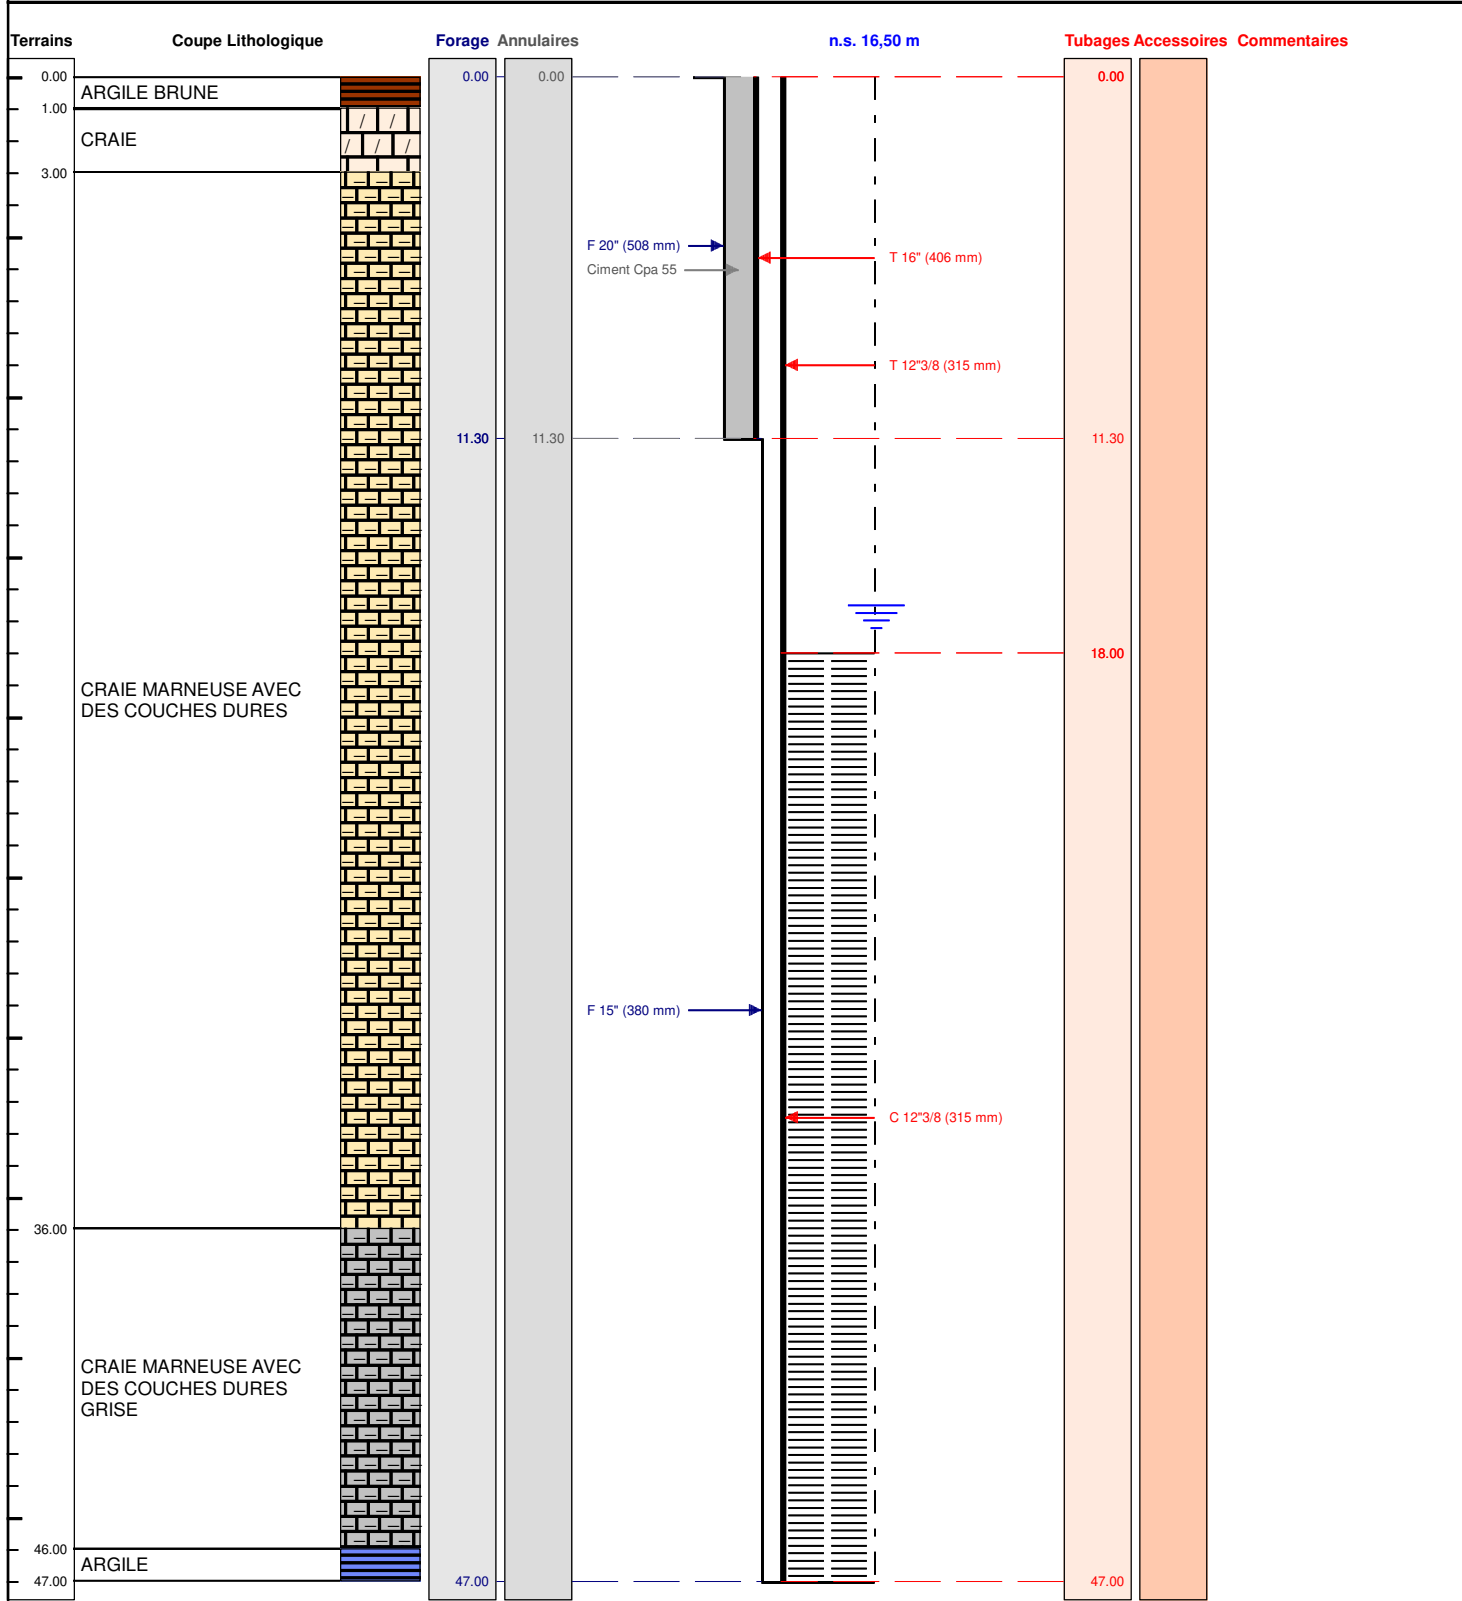 Terrains Coupe Lithologique Forage Annulaires n.s. 16,50 m Tubages Accessoires Commentaires
0.00 0.00 0.00 0.00
ARGILE BRUNE
1.00
CRAIE
3.00
F 20" (508 mm)
T 16" (406 mm)
Ciment Cpa 55
T 12"3/8 (315 mm)
11.30 11.30 11.30
18.00
CRAIE MARNEUSE AVEC
DES COUCHES DURES
F 15" (380 mm)
C 12"3/8 (315 mm)
36.00
CRAIE MARNEUSE AVEC
DES COUCHES DURES
GRISE
46.00
ARGILE
47.00 47.00 47.00